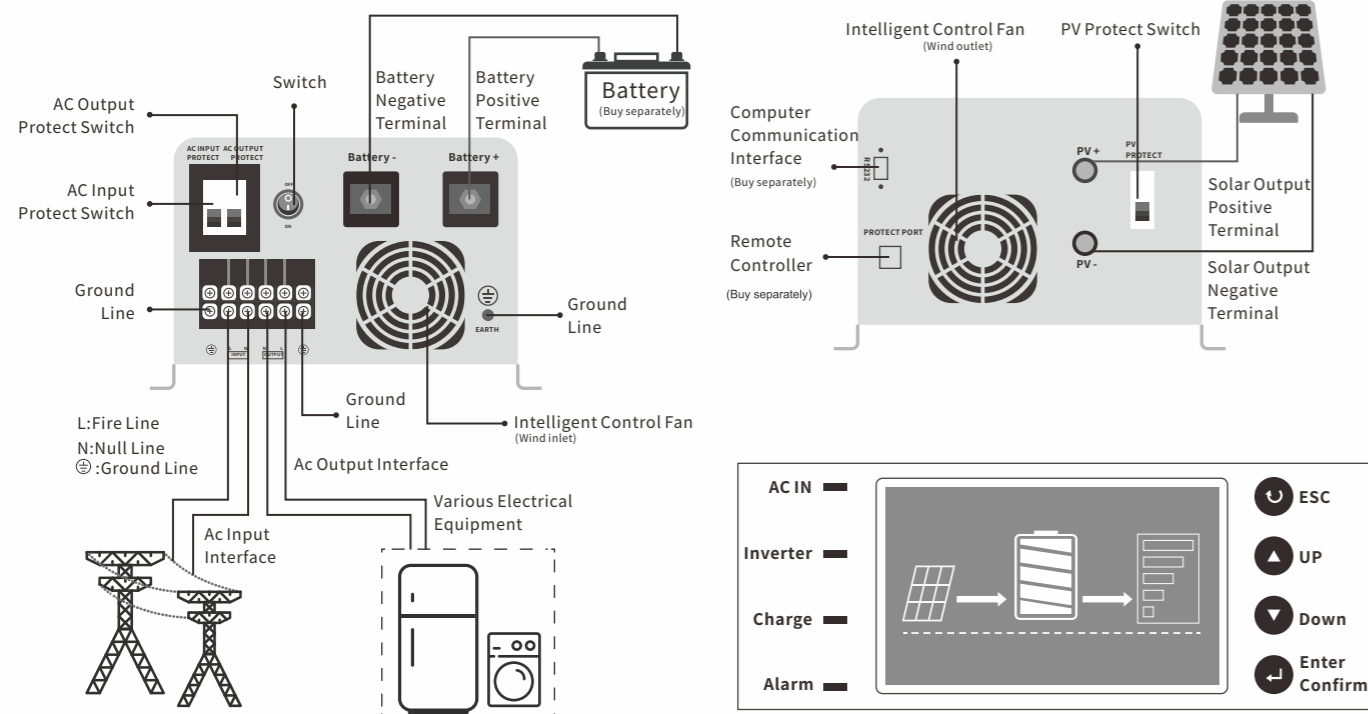 AC Output
Protect Switch
AC Input
Protect Switch
Ground
Line
Switch
Battery
Negative
Terminal
Battery
Positive
Terminal
Battery
(Buy separately)
AC INPUT AC OUTPUT
PROTECT PROTECT
OFF
ON
Battery -
Battery +
EARTH
Ground
Line
L N N L
INPUT OUTPUT
Ground
Line
Intelligent Control Fan
(Wind inlet)
L:Fire Line
N:Null Line
:Ground Line
Ac Output Interface
Various Electrical
Equipment
Ac Input
Interface
Intelligent Control Fan
(Wind outlet)
PV Protect Switch
Computer
Communication
Interface
(Buy separately)
RS232
PROTECT PORT
Remote
Controller
(Buy separately)
PV +
PV
PROTECT
PV -
Solar Output
Positive
Terminal
Solar Output
Negative
Terminal
AC IN
Inverter
Charge
Alarm
ESC
UP
Down
Enter
Confirm